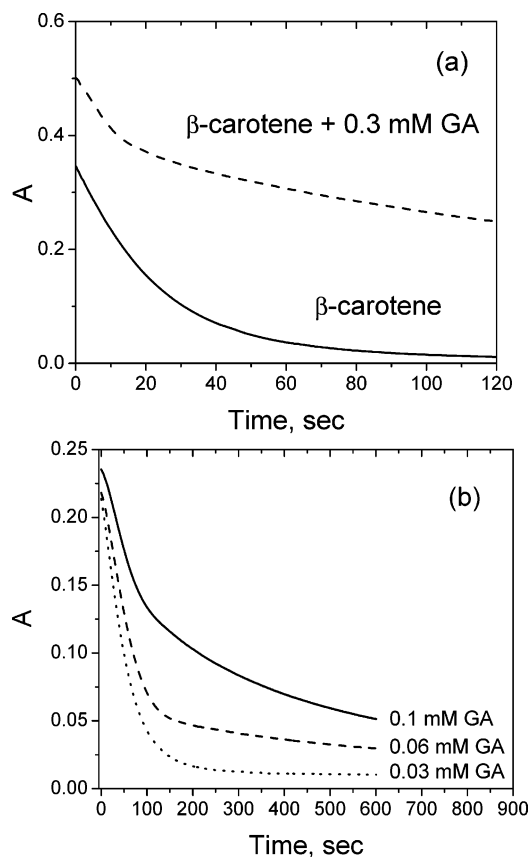 0.6
(a)
β-carotene + 0.3 mM GA
0.4
A
0.2
β-carotene
0.0
0 20 40 60 80 100 120
Time, sec
0.25
(b)
0.20
0.15
A
0.10
0.1 mM GA
0.05
0.06 mM GA
0.03 mM GA
0.00
0 100 200 300 400 500 600 700 800 900
Time, sec